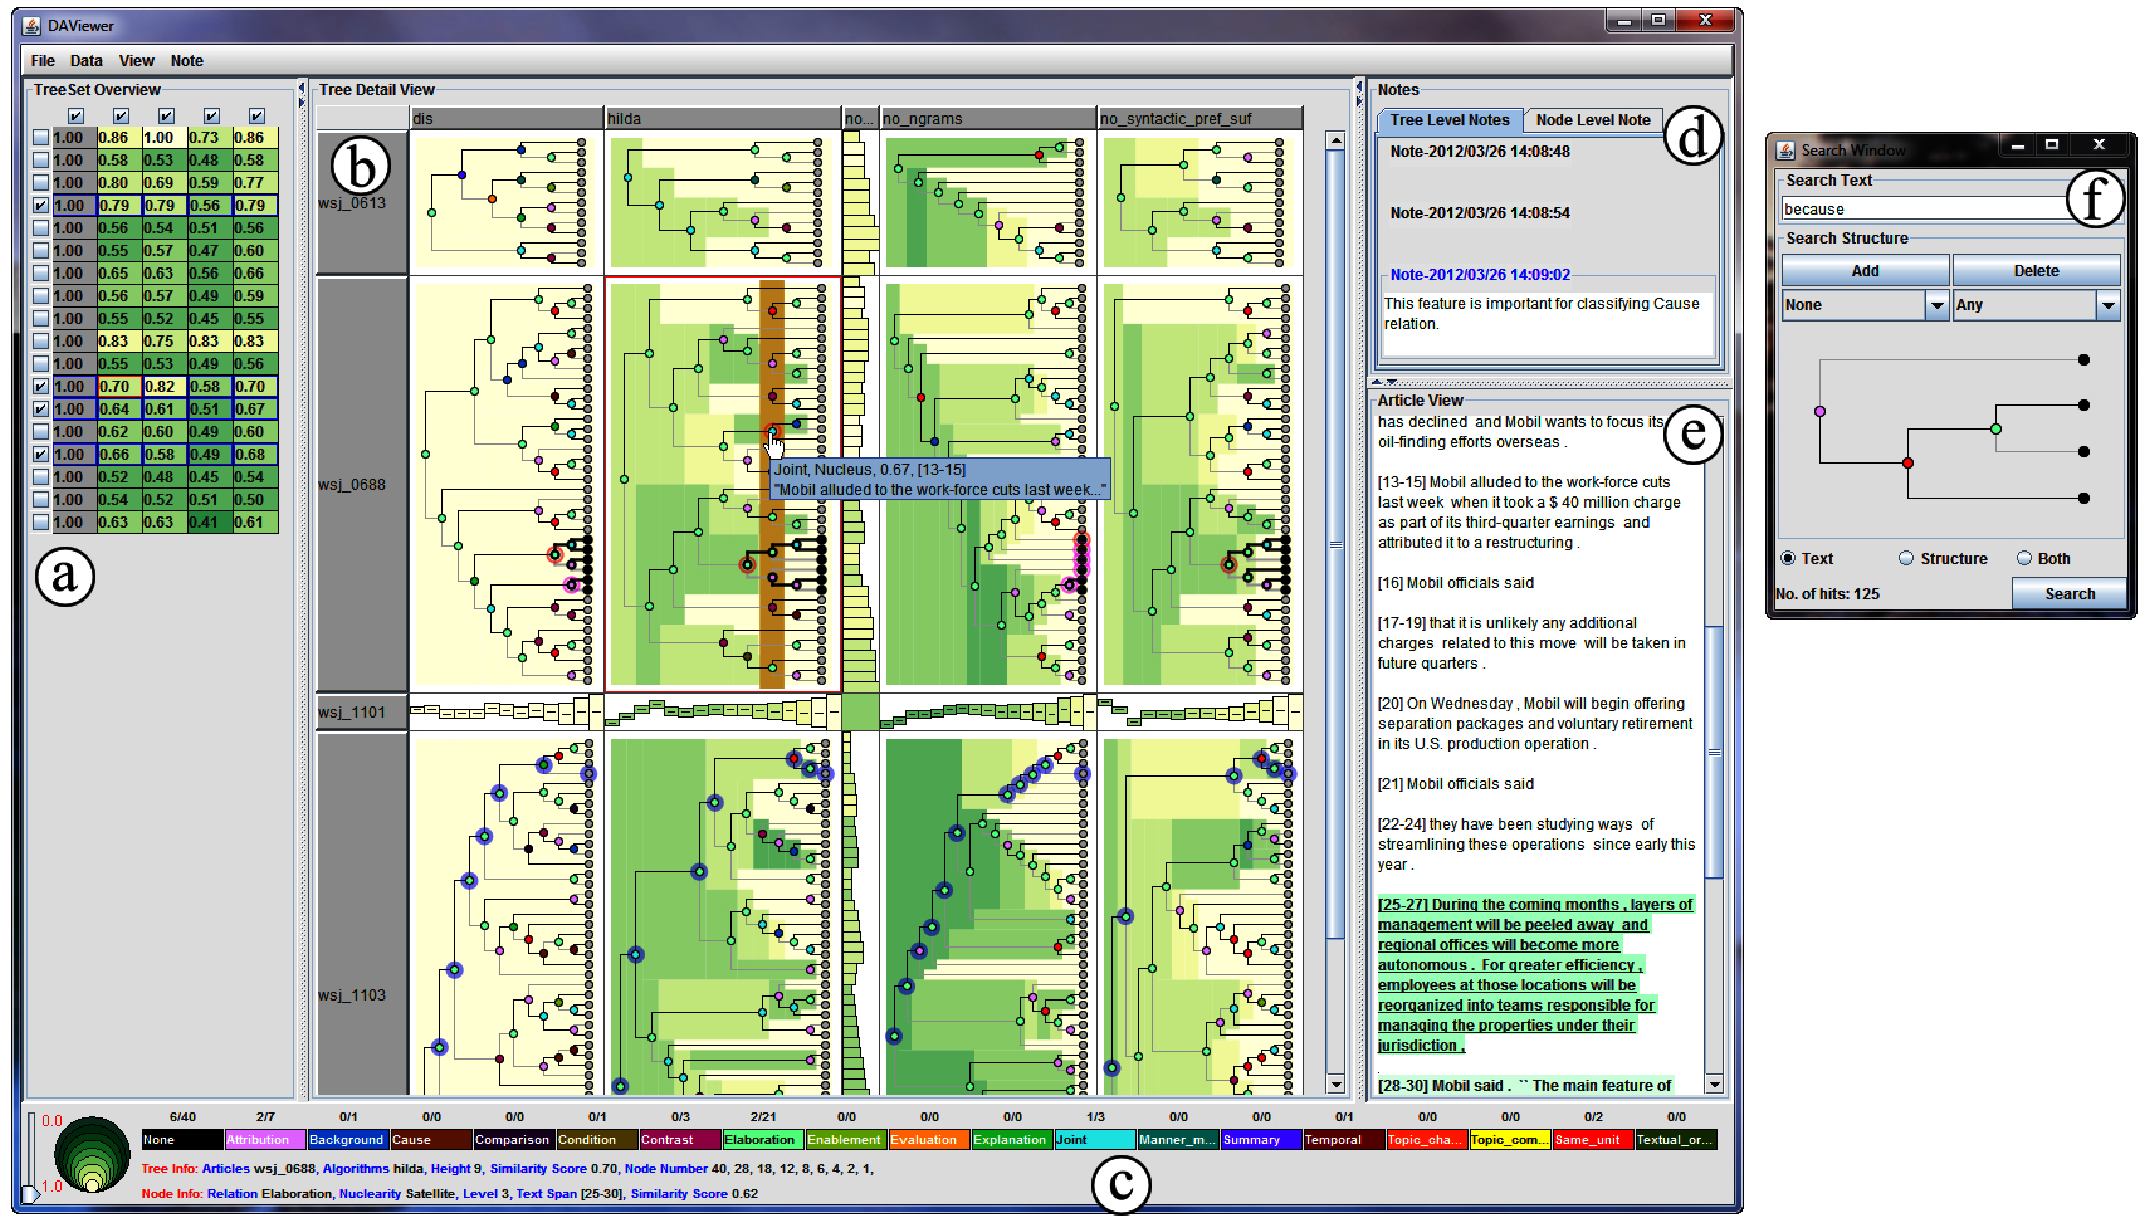 DAViewer
File Data View Note
TreeSet Overview
1.00 0.86 1.00 0.73 0.86
1.00 0.58 0.53 0.48 0.58
1.00 0.80 0.69 0.59 0.77
1.00 0.79 0.79 0.56 0.79
1.00 0.56 0.54 0.51 0.56
1.00 0.55 0.57 0.47 0.60
1.00 0.65 0.63 0.56 0.66
1.00 0.56 0.57 0.49 0.59
1.00 0.55 0.52 0.45 0.55
1.00 0.83 0.75 0.83 0.83
1.00 0.55 0.53 0.49 0.56
1.00 0.70 0.82 0.58 0.70
1.00 0.64 0.61 0.51 0.67
1.00 0.62 0.60 0.49 0.60
1.00 0.66 0.58 0.49 0.68
1.00 0.52 0.48 0.45 0.54
1.00 0.54 0.52 0.51 0.50
1.00 0.63 0.63 0.41 0.61
a
Tree Detail View
dis hilda no... no_ngrams no_syntactic_pref_suf
b
wsj_0613
wsj_0688
Joint, Nucleus, 0.67, [13-15]
"Mobil alluded to the work-force cuts last week..."
wsj_1101
wsj_1103
Notes
Tree Level Notes Node Level Note
d
Note-2012/03/26 14:08:48
Note-2012/03/26 14:08:54
Note-2012/03/26 14:09:02
This feature is important for classifying Cause
relation.
Article View
e
has declined and Mobil wants to focus its
oil-finding efforts overseas .
[13-15] Mobil alluded to the work-force cuts
last week when it took a $ 40 million charge
as part of its third-quarter earnings and
attributed it to a restructuring .
[16] Mobil officials said
[17-19] that it is unlikely any additional
charges related to this move will be taken in
future quarters .
[20] On Wednesday , Mobil will begin offering
separation packages and voluntary retirement
in its U.S. production operation .
[21] Mobil officials said
[22-24] they have been studying ways of
streamlining these operations since early this
year .
[25-27] During the coming months , layers of
management will be peeled away and
regional offices will become more
autonomous . For greater efficiency ,
employees at those locations will be
reorganized into teams responsible for
managing the properties under their
jurisdiction .
[28-30] Mobil said . `` The main feature of
0.0
1.0
6/40 2/7 0/1 0/0 0/0 0/1 0/3 2/21 0/0 0/0 0/0 1/3 0/0 0/0 0/1 0/0 0/0 0/2 0/0
None Attribution Background Cause Comparison Condition Contrast Elaboration Enablement Evaluation Explanation Joint Manner_m... Summary Temporal Topic_cha... Topic_com... Same_unit Textual_or...
Tree Info: Articles wsj_0688, Algorithms hilda, Height 9, Similarity Score 0.70, Node Number 40, 28, 18, 12, 8, 6, 4, 2, 1,
Node Info: Relation Elaboration, Nuclearity Satellite, Level 3, Text Span [25-30], Similarity Score 0.62
c
Search Window
Search Text
because
f
Search Structure
Add Delete
None Any
Text Structure Both
No. of hits: 125 Search